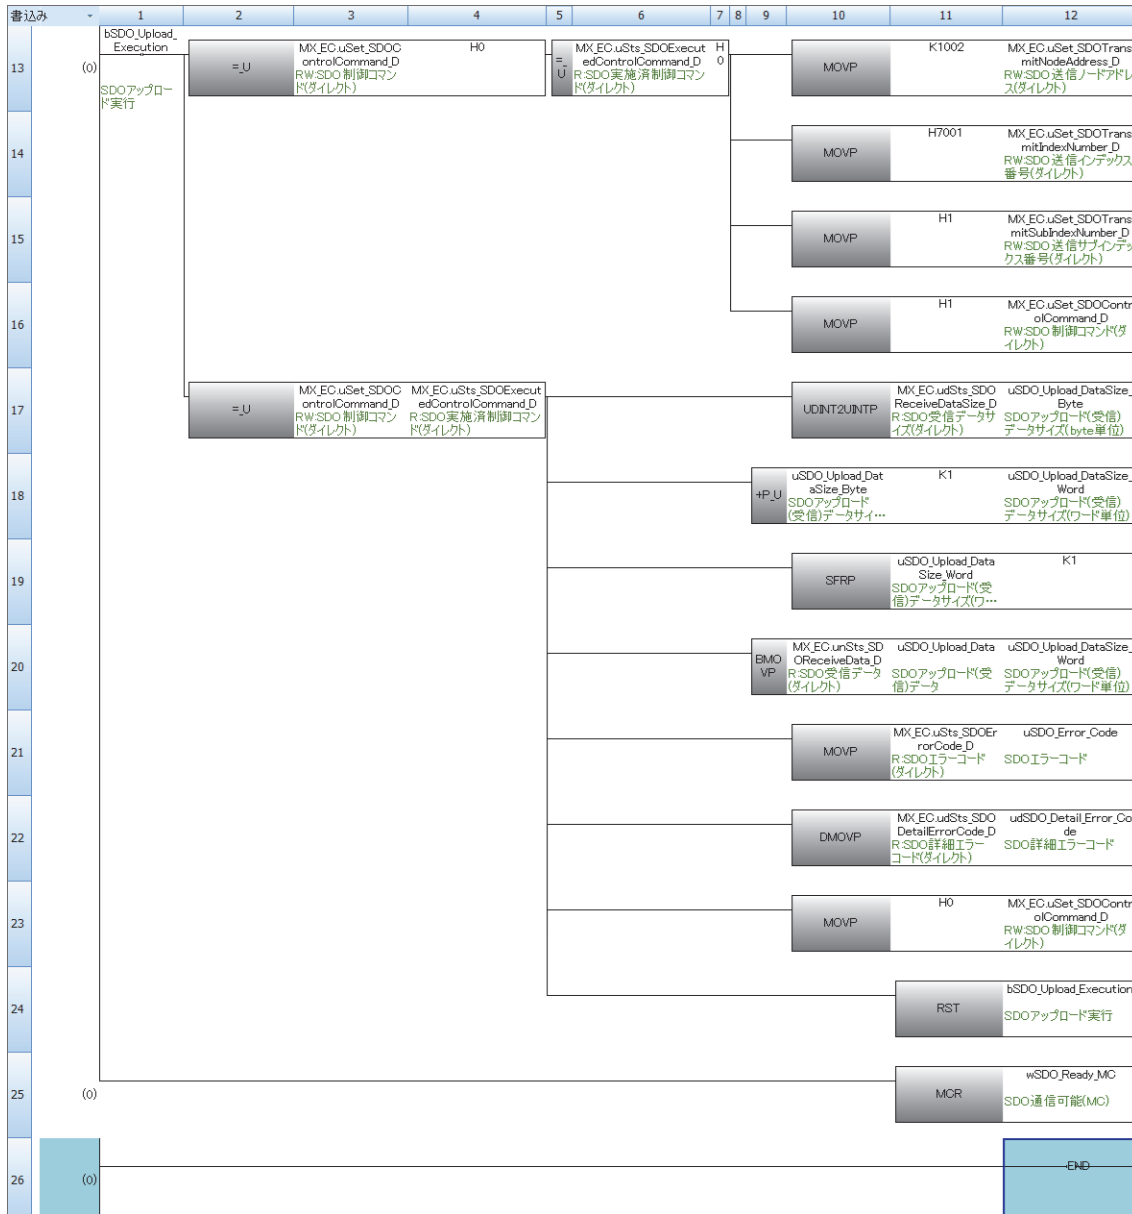 書込み 1 2 3 4 5 6 7 8 9 10 11 12
13 (0)
bSDO_Upload_
Execution
SDOアップロー
ド実行
=_U
MX_EC.uSet_SDOC
ontrolCommand_D
RW:SDO制御コマン
ド(ダイレクト)
H0
=_
U
MX_EC.uSts_SDOExecut
edControlCommand_D
R:SDO実施済制御コマン
ド(ダイレクト)
H
0
MOVP
K1002
MX_EC.uSet_SDOTrans
mitNodeAddress_D
RW:SDO送信ノードアドレ
ス(ダイレクト)
14
MOVP
H7001
MX_EC.uSet_SDOTrans
mitIndexNumber_D
RW:SDO送信インデックス
番号(ダイレクト)
15
MOVP
H1
MX_EC.uSet_SDOTrans
mitSubIndexNumber_D
RW:SDO送信サブインデッ
クス番号(ダイレクト)
16
MOVP
H1
MX_EC.uSet_SDOContr
olCommand_D
RW:SDO制御コマンド(ダ
イレクト)
17
=_U
MX_EC.uSet_SDOC
ontrolCommand_D
RW:SDO制御コマン
ド(ダイレクト)
MX_EC.uSts_SDOExecut
edControlCommand_D
R:SDO実施済制御コマン
ド(ダイレクト)
UDINT2UINTP
MX_EC.udSts_SDO
ReceiveDataSize_D
R:SDO受信データサ
イズ(ダイレクト)
uSDO_Upload_DataSize_
Byte
SDOアップロード(受信)
データサイズ(byte単位)
18
+P_U
uSDO_Upload_Dat
aSize_Byte
SDOアップロード
(受信)データサイ…
K1
uSDO_Upload_DataSize_
Word
SDOアップロード(受信)
データサイズ(ワード単位)
19
SFRP
uSDO_Upload_Data
Size_Word
SDOアップロード(受
信)データサイズ(ワ…
K1
20
BMO
VP
MX_EC.unSts_SD
OReceiveData_D
R:SDO受信データ
(ダイレクト)
uSDO_Upload_Data
SDOアップロード(受
信)データ
uSDO_Upload_DataSize_
Word
SDOアップロード(受信)
データサイズ(ワード単位)
21
MOVP
MX_EC.uSts_SDOEr
rorCode_D
R:SDOエラーコード
(ダイレクト)
uSDO_Error_Code
SDOエラーコード
22
DMOVP
MX_EC.udSts_SDO
DetailErrorCode_D
R:SDO詳細エラー
コード(ダイレクト)
udSDO_Detail_Error_Co
de
SDO詳細エラーコード
23
MOVP
H0
MX_EC.uSet_SDOContr
olCommand_D
RW:SDO制御コマンド(ダ
イレクト)
24
RST
bSDO_Upload_Execution
SDOアップロード実行
25 (0)
MCR
wSDO_Ready_MC
SDO通信可能(MC)
26 (0)
END